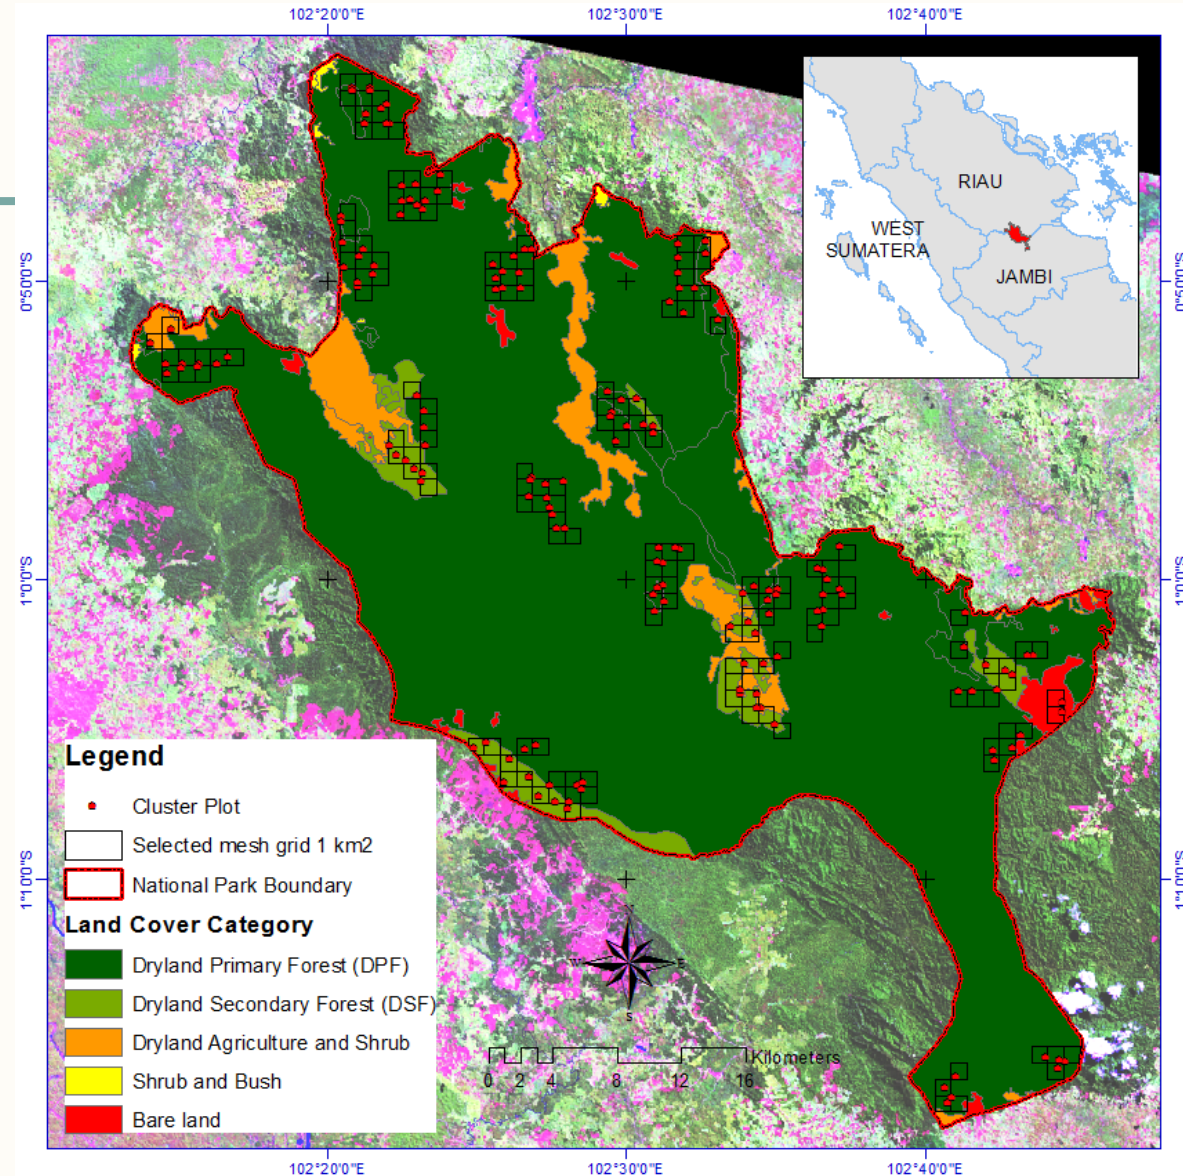 102°20'0"E 102°30'0"E 102°40'0"E
RIAU
WEST
SUMATERA
JAMBI
0°50'0"S 0°50'0"S
1°0'0"S 1°0'0"S
1°10'0"S 1°10'0"S
Legend
Cluster Plot
Selected mesh grid 1 km2
National Park Boundary
Land Cover Category
Dryland Primary Forest (DPF)
Dryland Secondary Forest (DSF)
Dryland Agriculture and Shrub
Shrub and Bush
Bare land
W E
S
Kilometers
0 2 4 8 12 16
102°20'0"E 102°30'0"E 102°40'0"E